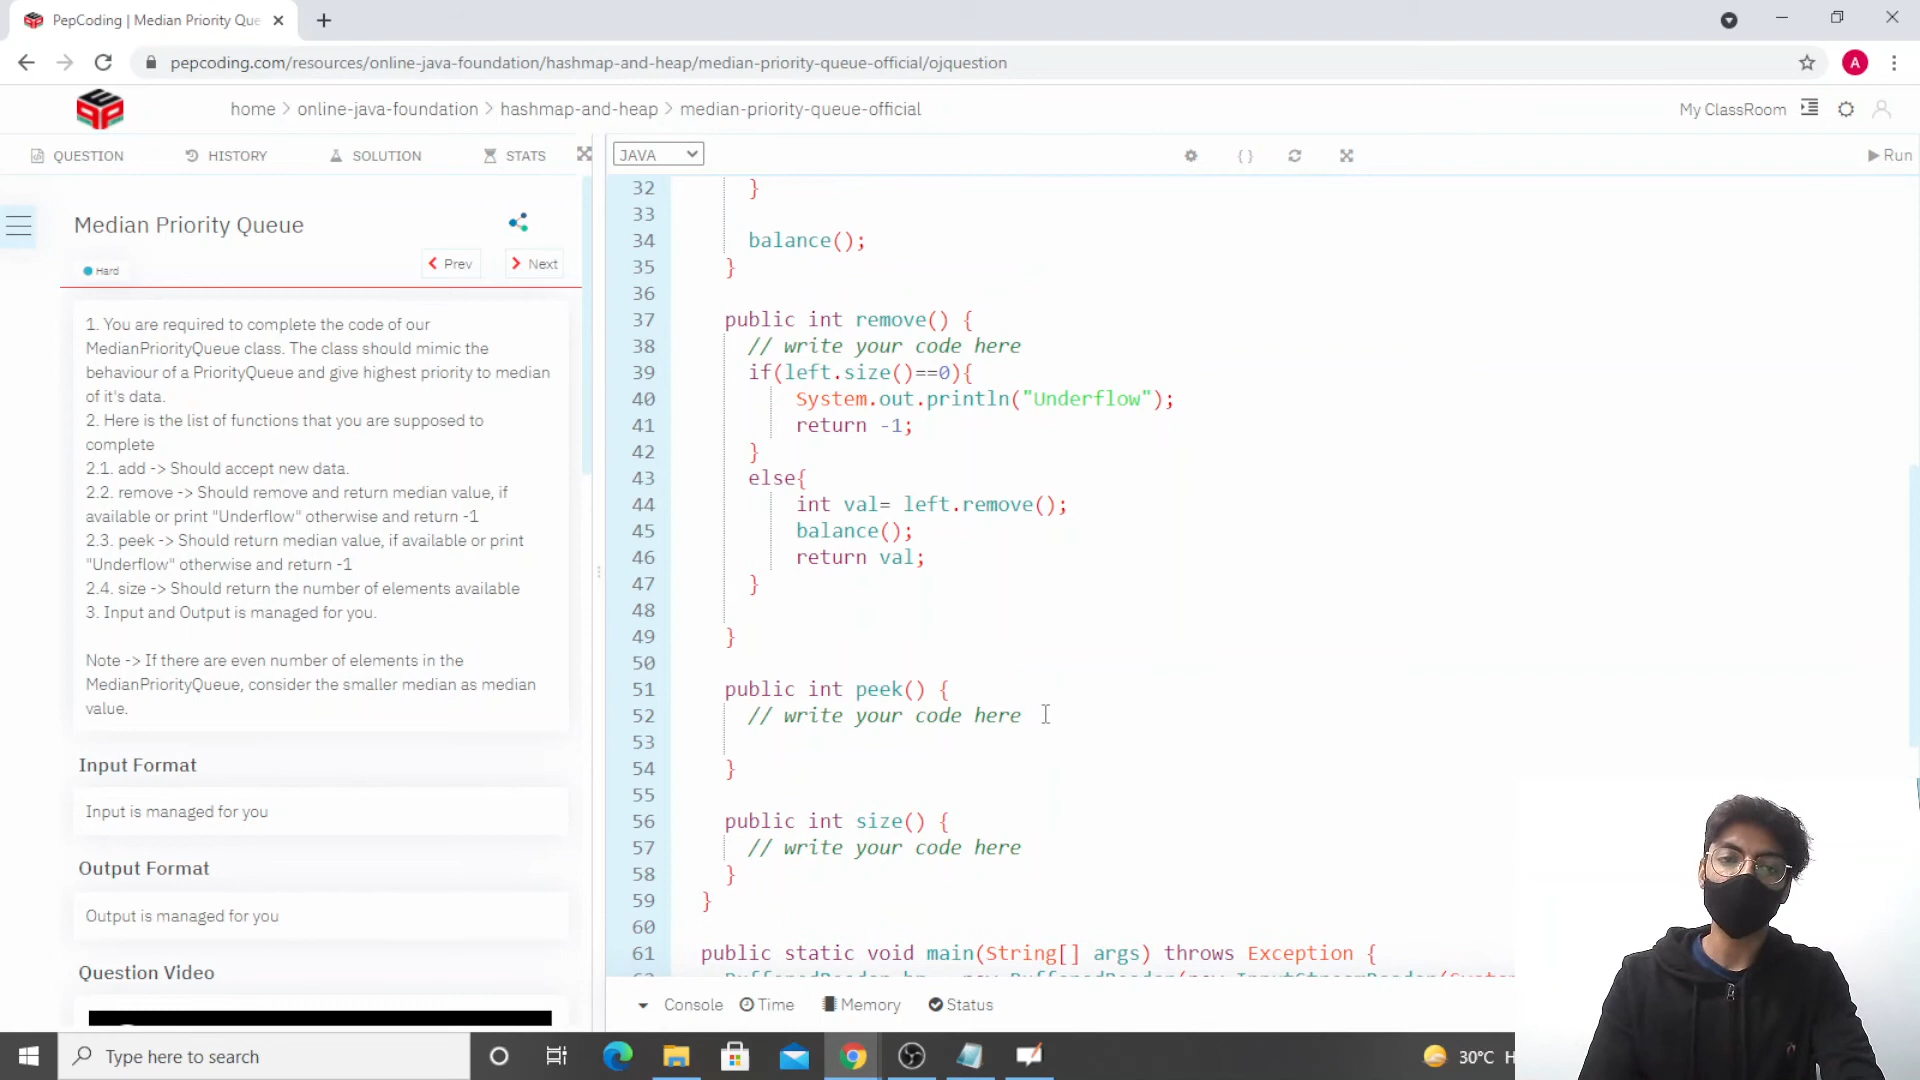 PepCoding | Median Priority Que
pepcoding.com/resources/online-java-foundation/hashmap-and-heap/median-priority-queue-official/ojquestion
A
home > online-java-foundation > hashmap-and-heap > median-priority-queue-official
My ClassRoom
QUESTION
HISTORY
SOLUTION
STATS
JAVA
{ }
Run
Median Priority Queue
Prev
Next
Hard
1. You are required to complete the code of our
MedianPriorityQueue class. The class should mimic the
behaviour of a PriorityQueue and give highest priority to median
of it's data.
2. Here is the list of functions that you are supposed to
complete
2.1. add -> Should accept new data.
2.2. remove -> Should remove and return median value, if
available or print "Underflow" otherwise and return -1
2.3. peek -> Should return median value, if available or print
"Underflow" otherwise and return -1
2.4. size -> Should return the number of elements available
3. Input and Output is managed for you.
Note -> If there are even number of elements in the
MedianPriorityQueue, consider the smaller median as median
value.
Input Format
Input is managed for you
Output Format
Output is managed for you
Question Video
32 }
33
34 balance();
35 }
36
37 public int remove() {
38 // write your code here
39 if(left.size()==0){
40 System.out.println("Underflow");
41 return -1;
42 }
43 else{
44 int val= left.remove();
45 balance();
46 return val;
47 }
48
49 }
50
51 public int peek() {
52 // write your code here
53
54 }
55
56 public int size() {
57 // write your code here
58 }
59 }
60
61 public static void main(String[] args) throws Exception {
62 BufferedReader br = new BufferedReader(new InputStreamReader(System
Console
Time
Memory
Status
Type here to search
30°C H